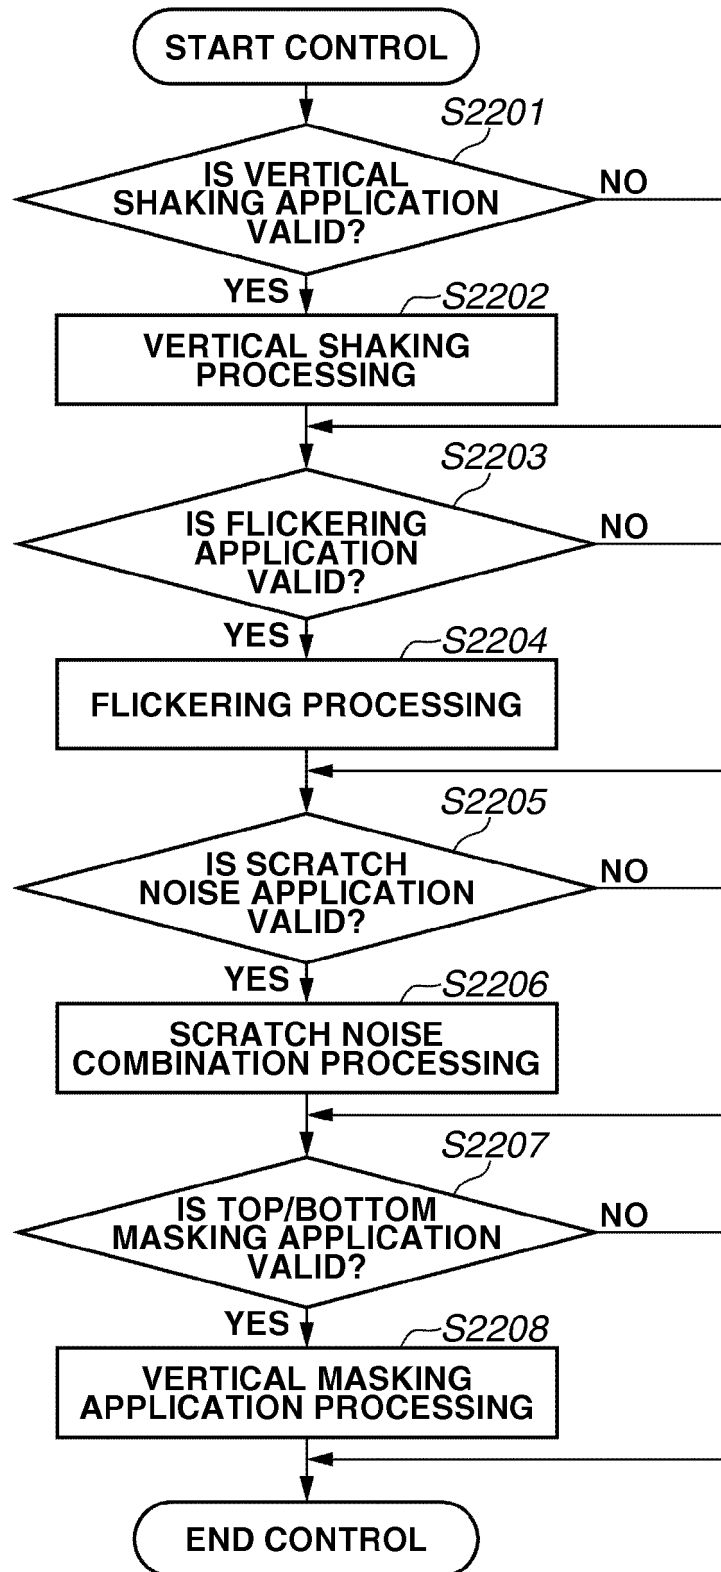 START CONTROL
S2201
IS VERTICAL
SHAKING APPLICATION
VALID?
NO
YES
S2202
VERTICAL SHAKING
PROCESSING
S2203
IS FLICKERING
APPLICATION
VALID?
NO
YES
S2204
FLICKERING PROCESSING
S2205
IS SCRATCH
NOISE APPLICATION
VALID?
NO
YES
S2206
SCRATCH NOISE
COMBINATION PROCESSING
S2207
IS TOP/BOTTOM
MASKING APPLICATION
VALID?
NO
YES
S2208
VERTICAL MASKING
APPLICATION PROCESSING
END CONTROL